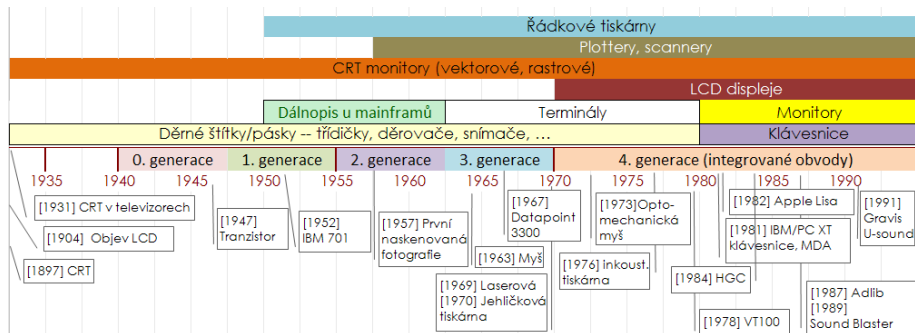 Řádkové tiskárny
Plottery, scannery
CRT monitory (vektorové, rastrové)
LCD displeje
Dálnopis u mainframů
Terminály
Monitory
Děrné štítky/pásky -- třídičky, děrovače, snímače, …
Klávesnice
0. generace
1. generace
2. generace
3. generace
4. generace (integrované obvody)
1935
1940
1945
1950
1955
1960
1965
1970
1975
1980
1985
1990
[1931] CRT v televizorech
[1904] Objev LCD
[1897] CRT
[1947]
Tranzistor
[1952]
IBM 701
[1957] První
naskenovaná
fotografie
[1967]
Datapoint
3300
[1963] Myš
[1969] Laserová
[1970] Jehličková
tiskárna
[1973]Opto-
mechanická
myš
[1976] inkoust.
tiskárna
[1982] Apple Lisa
[1981] IBM/PC XT
klávesnice, MDA
[1984] HGC
[1978] VT100
[1991]
Gravis
U-sound
[1987] Adlib
[1989]
Sound Blaster